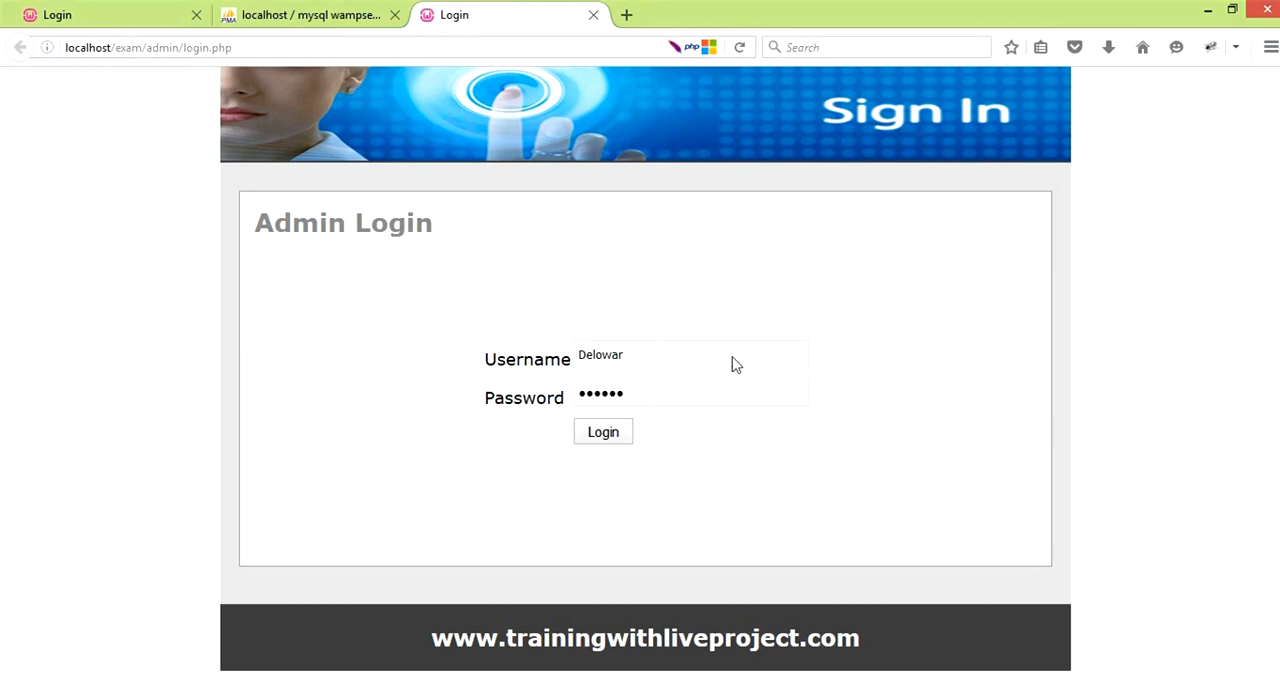 Login
localhost / mysql wampse...
Login
localhost/exam/admin/login.php
php
Search
Sign In
Admin Login
Username Delowar
Password ••••••
Login
www.trainingwithliveproject.com